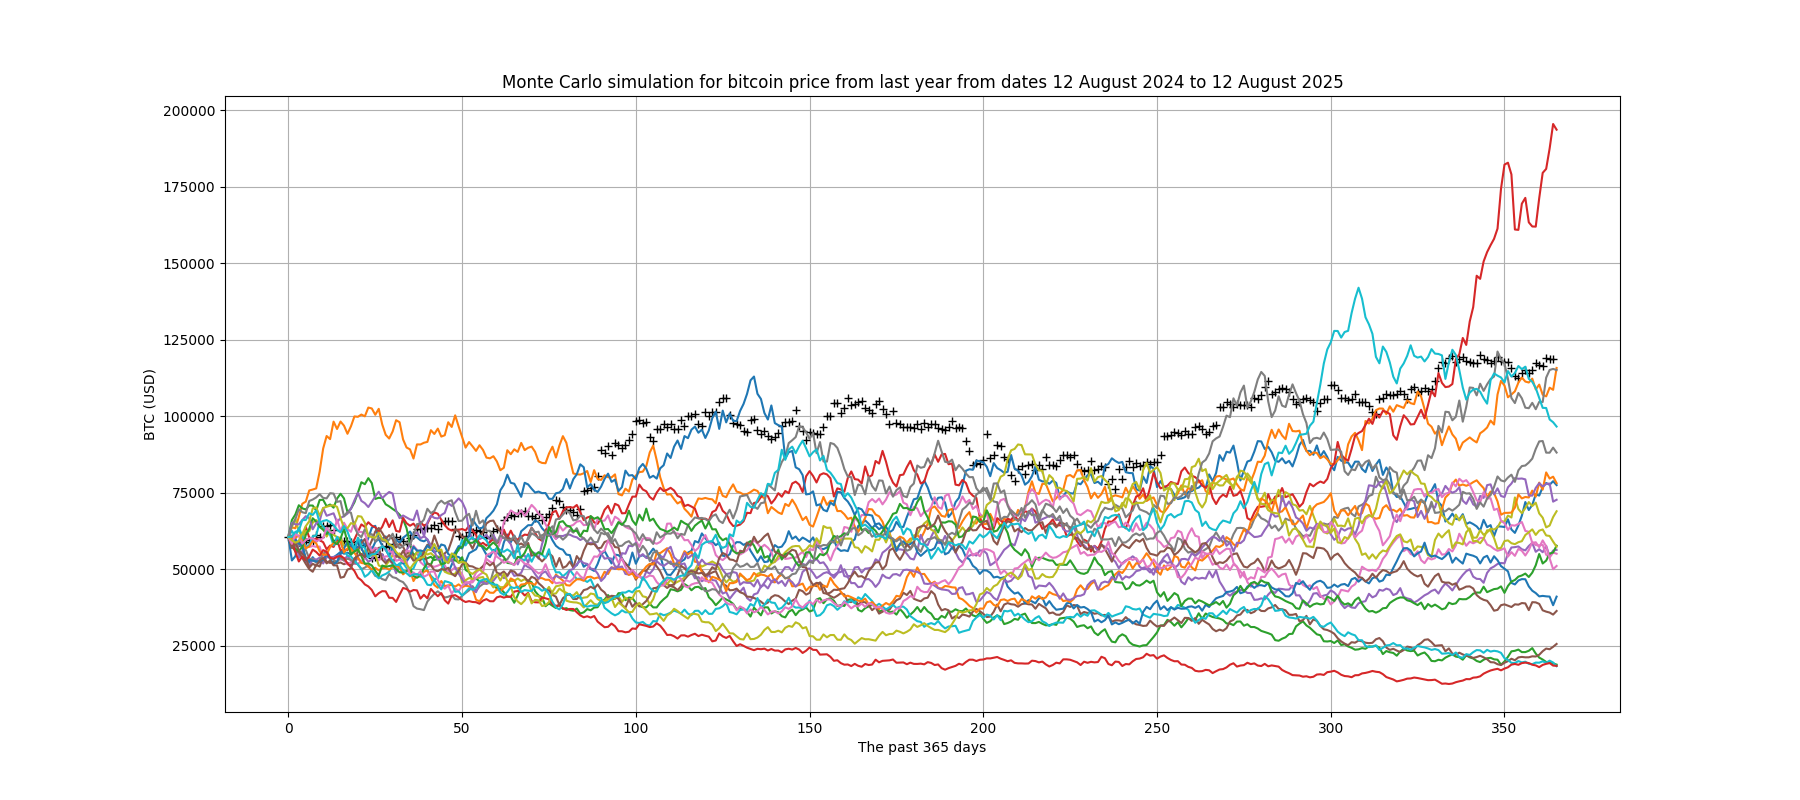 Monte Carlo simulation for bitcoin price from last year from dates 12 August 2024 to 12 August 2025
200000
175000
150000
125000
100000
75000
50000
25000
BTC (USD)
0 50 100 150 200 250 300 350
The past 365 days